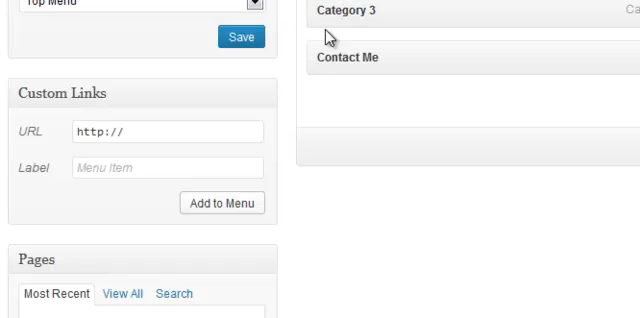 Top Menu
Save
Custom Links
URL http://
Label Menu Item
Add to Menu
Pages
Most Recent View All Search
Category 3
Contact Me